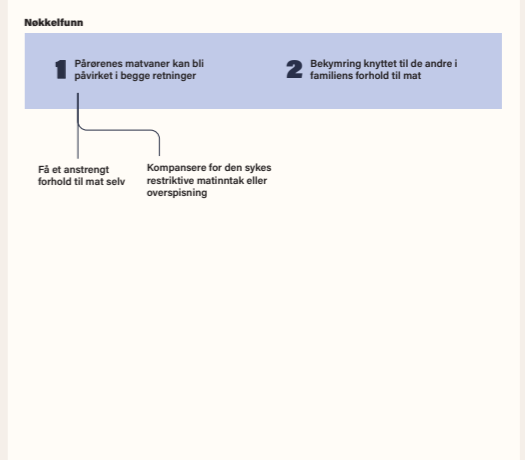 Nøkkelfunn
1 Pårørenes matvaner kan bli
påvirket i begge retninger
2 Bekymring knyttet til de andre i
familiens forhold til mat
Få et anstrengt
forhold til mat selv
Kompansere for den sykes
restriktive matinntak eller
overspisning